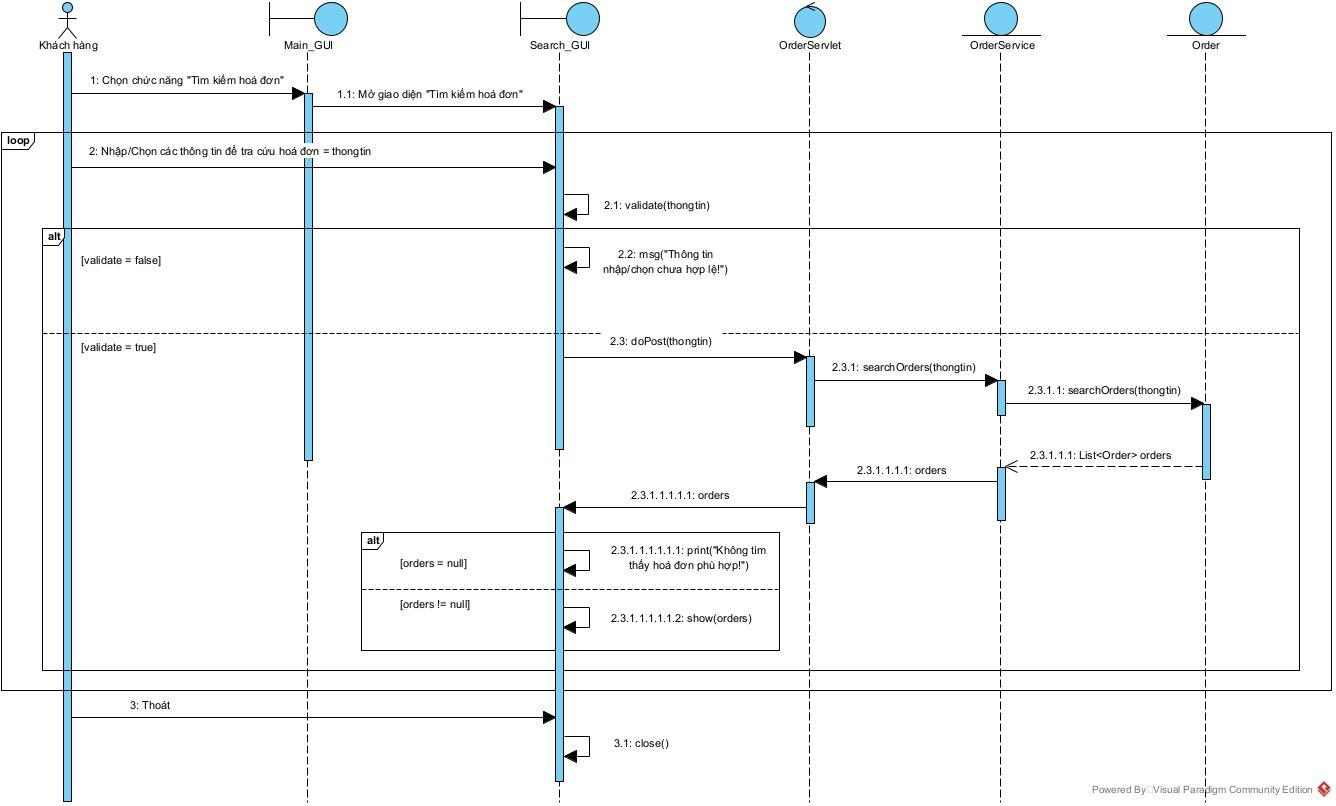 Khách hàng
Main_GUI
Search_GUI
OrderServlet
OrderService
Order
1: Chọn chức năng "Tìm kiếm hoá đơn"
1.1: Mở giao diện "Tìm kiếm hoá đơn"
loop
2: Nhập/Chọn các thông tin để tra cứu hoá đơn = thongtin
2.1: validate(thongtin)
alt
[validate = false]
2.2: msg("Thông tin
nhập/chọn chưa hợp lệ!")
[validate = true]
2.3: doPost(thongtin)
2.3.1: searchOrders(thongtin)
2.3.1.1: searchOrders(thongtin)
2.3.1.1.1: List<Order> orders
2.3.1.1.1.1: orders
2.3.1.1.1.1.1: orders
alt
[orders = null]
2.3.1.1.1.1.1.1: print("Không tìm
thấy hoá đơn phù hợp!")
[orders != null]
2.3.1.1.1.1.1.2: show(orders)
3: Thoát
3.1: close()
Powered By Visual Paradigm Community Edition